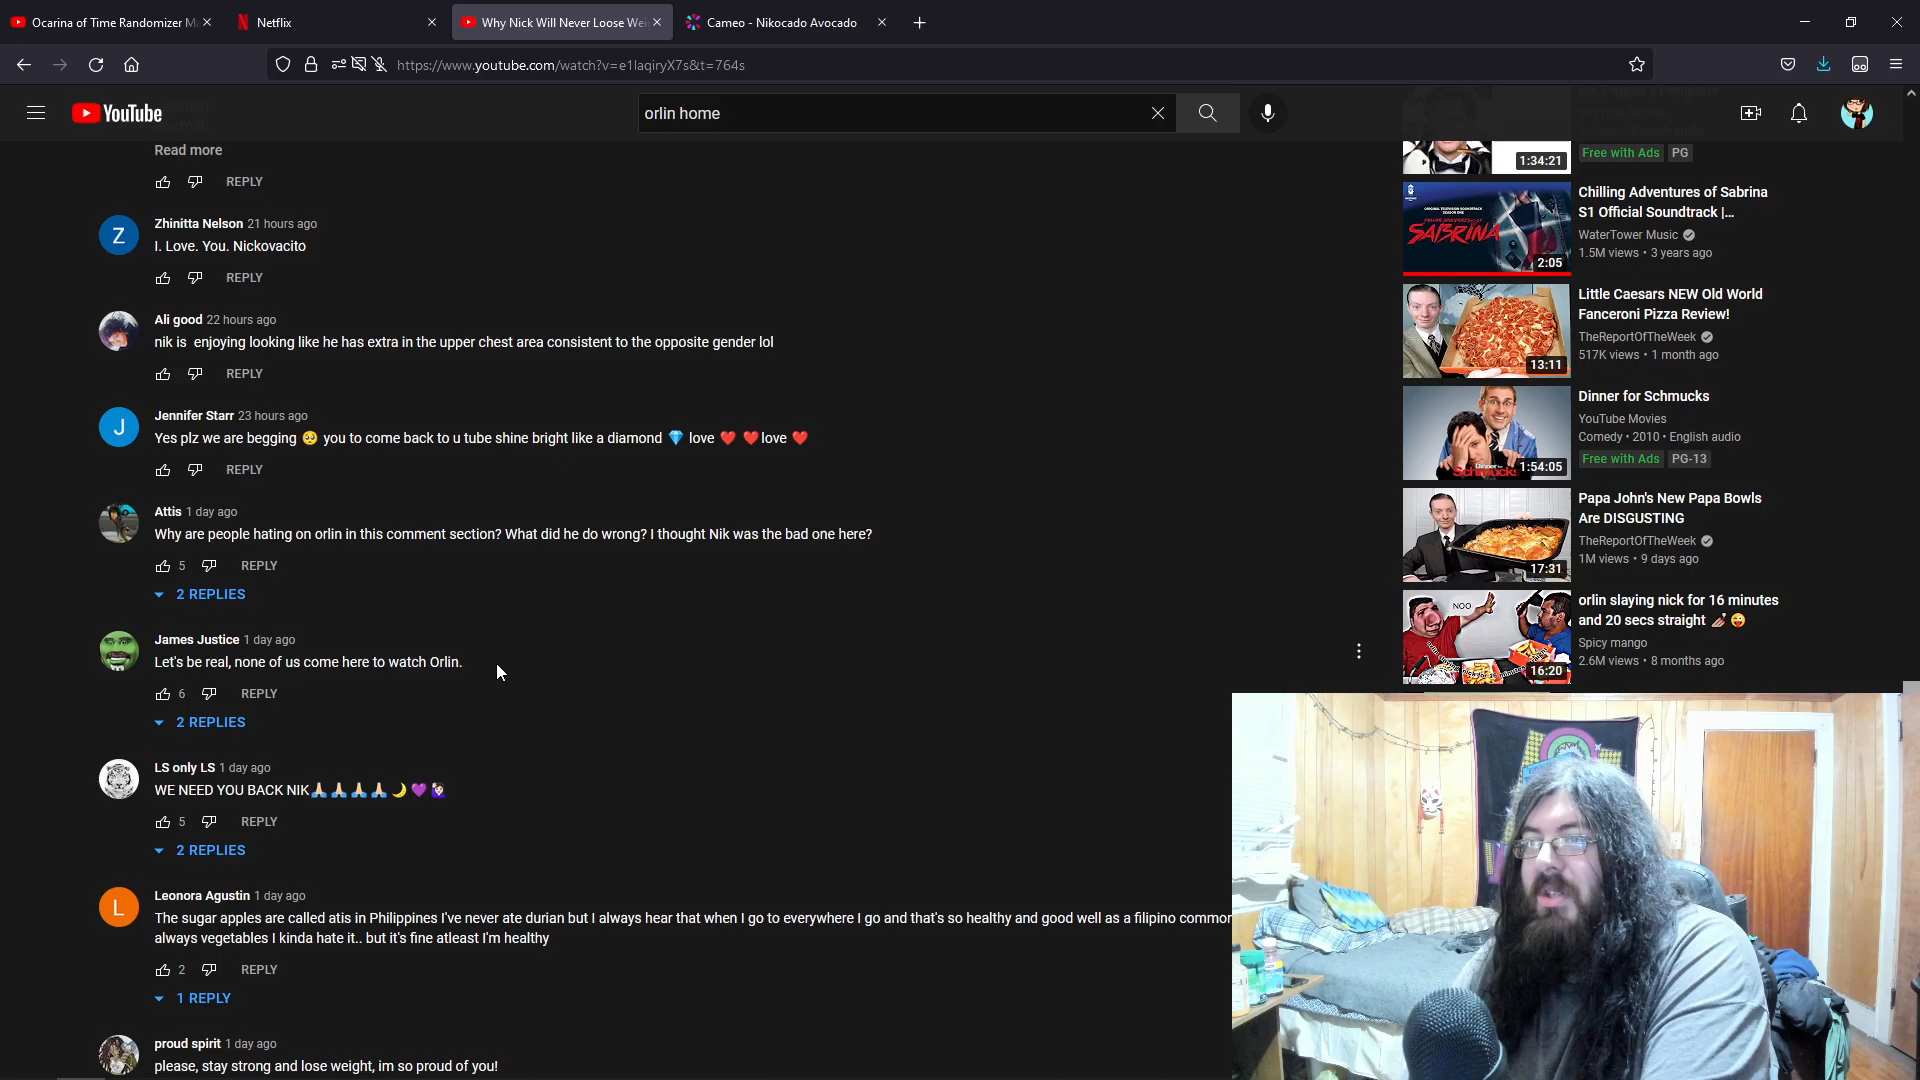 Ocarina of Time Randomizer M
Netflix
Why Nick Will Never Loose Wei
Cameo - Nikocado Avocado
https://www.youtube.com/watch?v=e1laqiryX7s&t=764s
YouTube
orlin home
Read more
REPLY
Zhinitta Nelson 21 hours ago
I. Love. You. Nickovacito
REPLY
Ali good 22 hours ago
nik is enjoying looking like he has extra in the upper chest area consistent to the opposite gender lol
REPLY
Jennifer Starr 23 hours ago
Yes plz we are begging 🥺 you to come back to u tube shine bright like a diamond 💎 love ❤️ ❤️love ❤️
REPLY
Attis 1 day ago
Why are people hating on orlin in this comment section? What did he do wrong? I thought Nik was the bad one here?
5 REPLY
2 REPLIES
James Justice 1 day ago
Let's be real, none of us come here to watch Orlin.
6 REPLY
2 REPLIES
LS only LS 1 day ago
WE NEED YOU BACK NIK🙏🏻🙏🏻🙏🏻🙏🏻🌙💜🙋🏻‍♀️
5 REPLY
2 REPLIES
Leonora Agustin 1 day ago
The sugar apples are called atis in Philippines I've never ate durian but I always hear that when I go to everywhere I go and that's so healthy and good well as a filipino common
always vegetables I kinda hate it.. but it's fine atleast I'm healthy
2 REPLY
1 REPLY
proud spirit 1 day ago
please, stay strong and lose weight, im so proud of you!
1:34:21
Free with Ads PG
SABRINA
2:05
Chilling Adventures of Sabrina
S1 Official Soundtrack |...
WaterTower Music
1.5M views • 3 years ago
13:11
Little Caesars NEW Old World
Fanceroni Pizza Review!
TheReportOfTheWeek
517K views • 1 month ago
Dinner for
Schmucks
1:54:05
Dinner for Schmucks
YouTube Movies
Comedy • 2010 • English audio
Free with Ads PG-13
17:31
Papa John's New Papa Bowls
Are DISGUSTING
TheReportOfTheWeek
1M views • 9 days ago
NOO
16:20
orlin slaying nick for 16 minutes
and 20 secs straight 💅🏽 😜
Spicy mango
2.6M views • 8 months ago